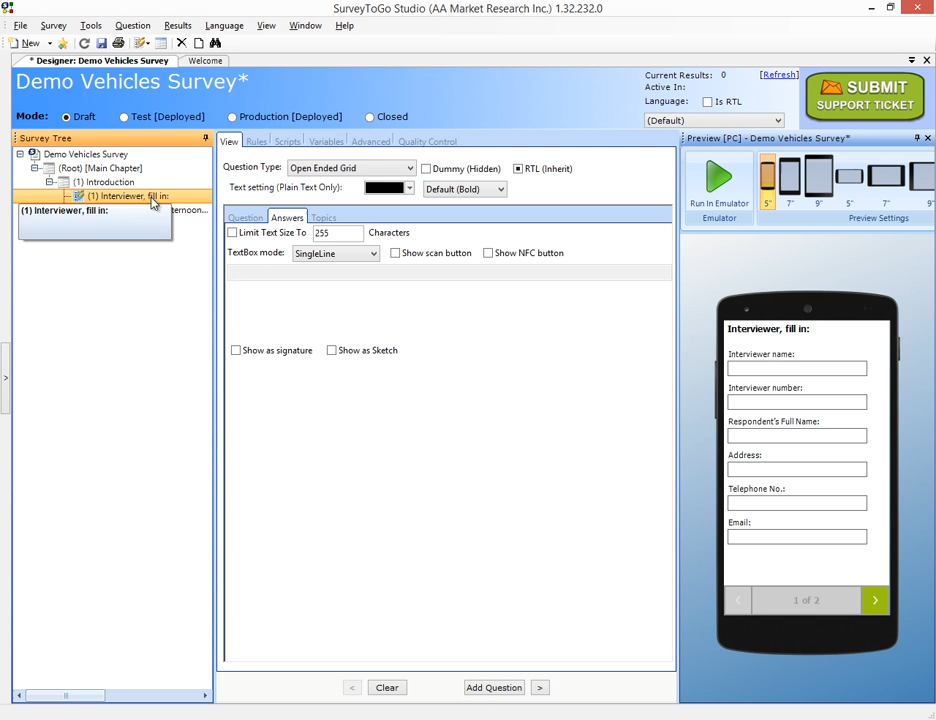 SurveyToGo Studio (AA Market Research Inc.) 1.32.232.0
File Survey Tools Question Results Language View Window Help
New
* Designer: Demo Vehicles Survey Welcome
Demo Vehicles Survey*
Current Results: 0 [Refresh]
Active In:
Language: Is RTL
(Default)
SUBMIT
SUPPORT TICKET
Mode: Draft Test [Deployed] Production [Deployed] Closed
Survey Tree
Demo Vehicles Survey
(Root) [Main Chapter]
(1) Introduction
(1) Interviewer, fill in:
(1) Interviewer, fill in:
ternoon...
View Rules Scripts Variables Advanced Quality Control
Question Type: Open Ended Grid Dummy (Hidden) RTL (Inherit)
Text setting (Plain Text Only): Default (Bold)
Question Answers Topics
Limit Text Size To 255 Characters
TextBox mode: SingleLine Show scan button Show NFC button
Show as signature Show as Sketch
< Clear Add Question >
Preview [PC] - Demo Vehicles Survey*
Run In Emulator 5" 7" 9" 5" 7" 9"
Emulator Preview Settings
Interviewer, fill in:
Interviewer name:
Interviewer number:
Respondent's Full Name:
Address:
Telephone No.:
Email:
< 1 of 2 >